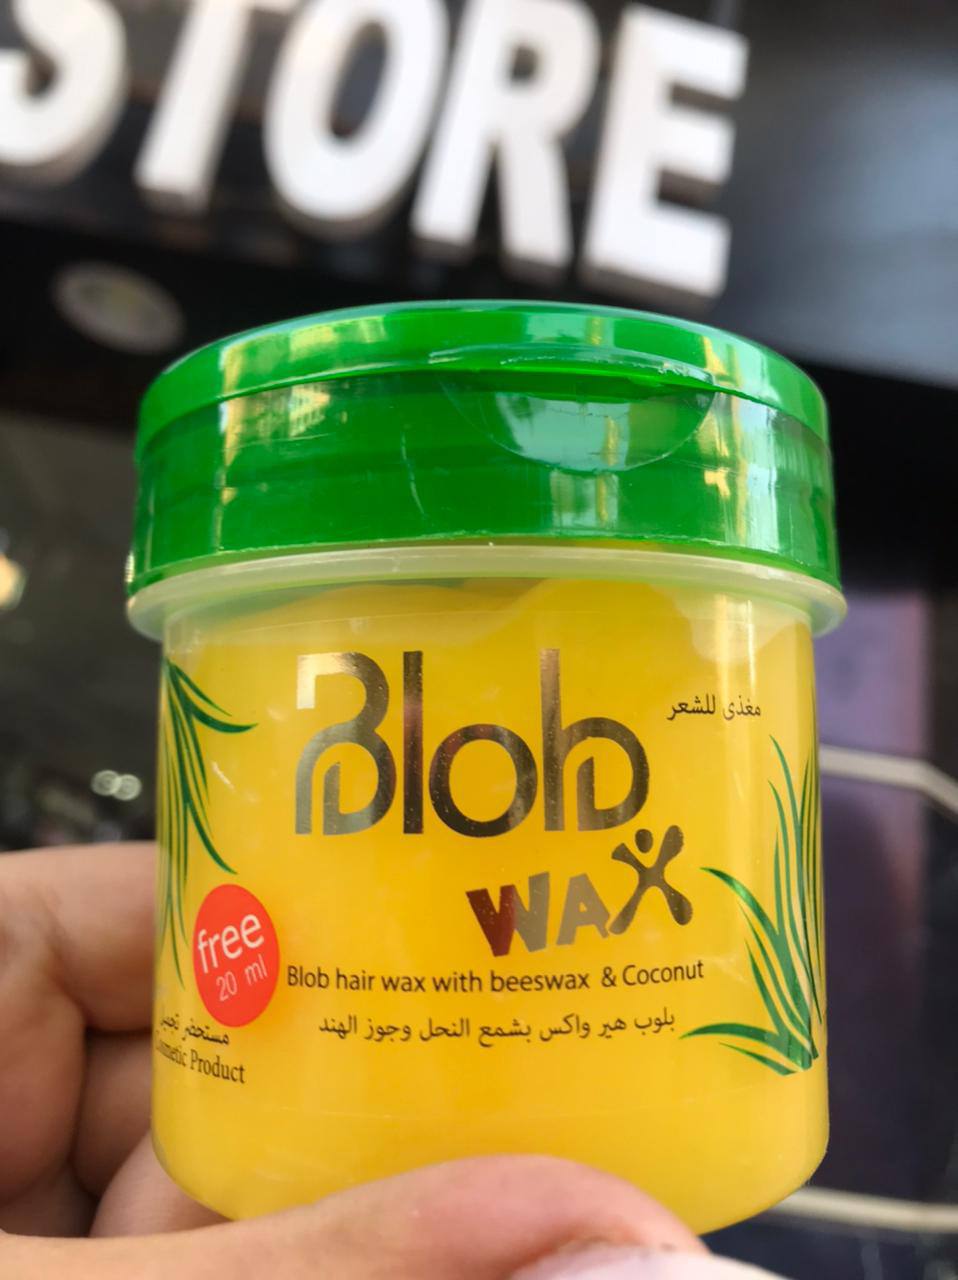 STORE
Blob
مغذى للشعر
WAX
free
20 ml
Blob hair wax with beeswax & Coconut
بلوب هير واكس بشمع النحل وجوز الهند
مستحضر تجميل
Cosmetic Product